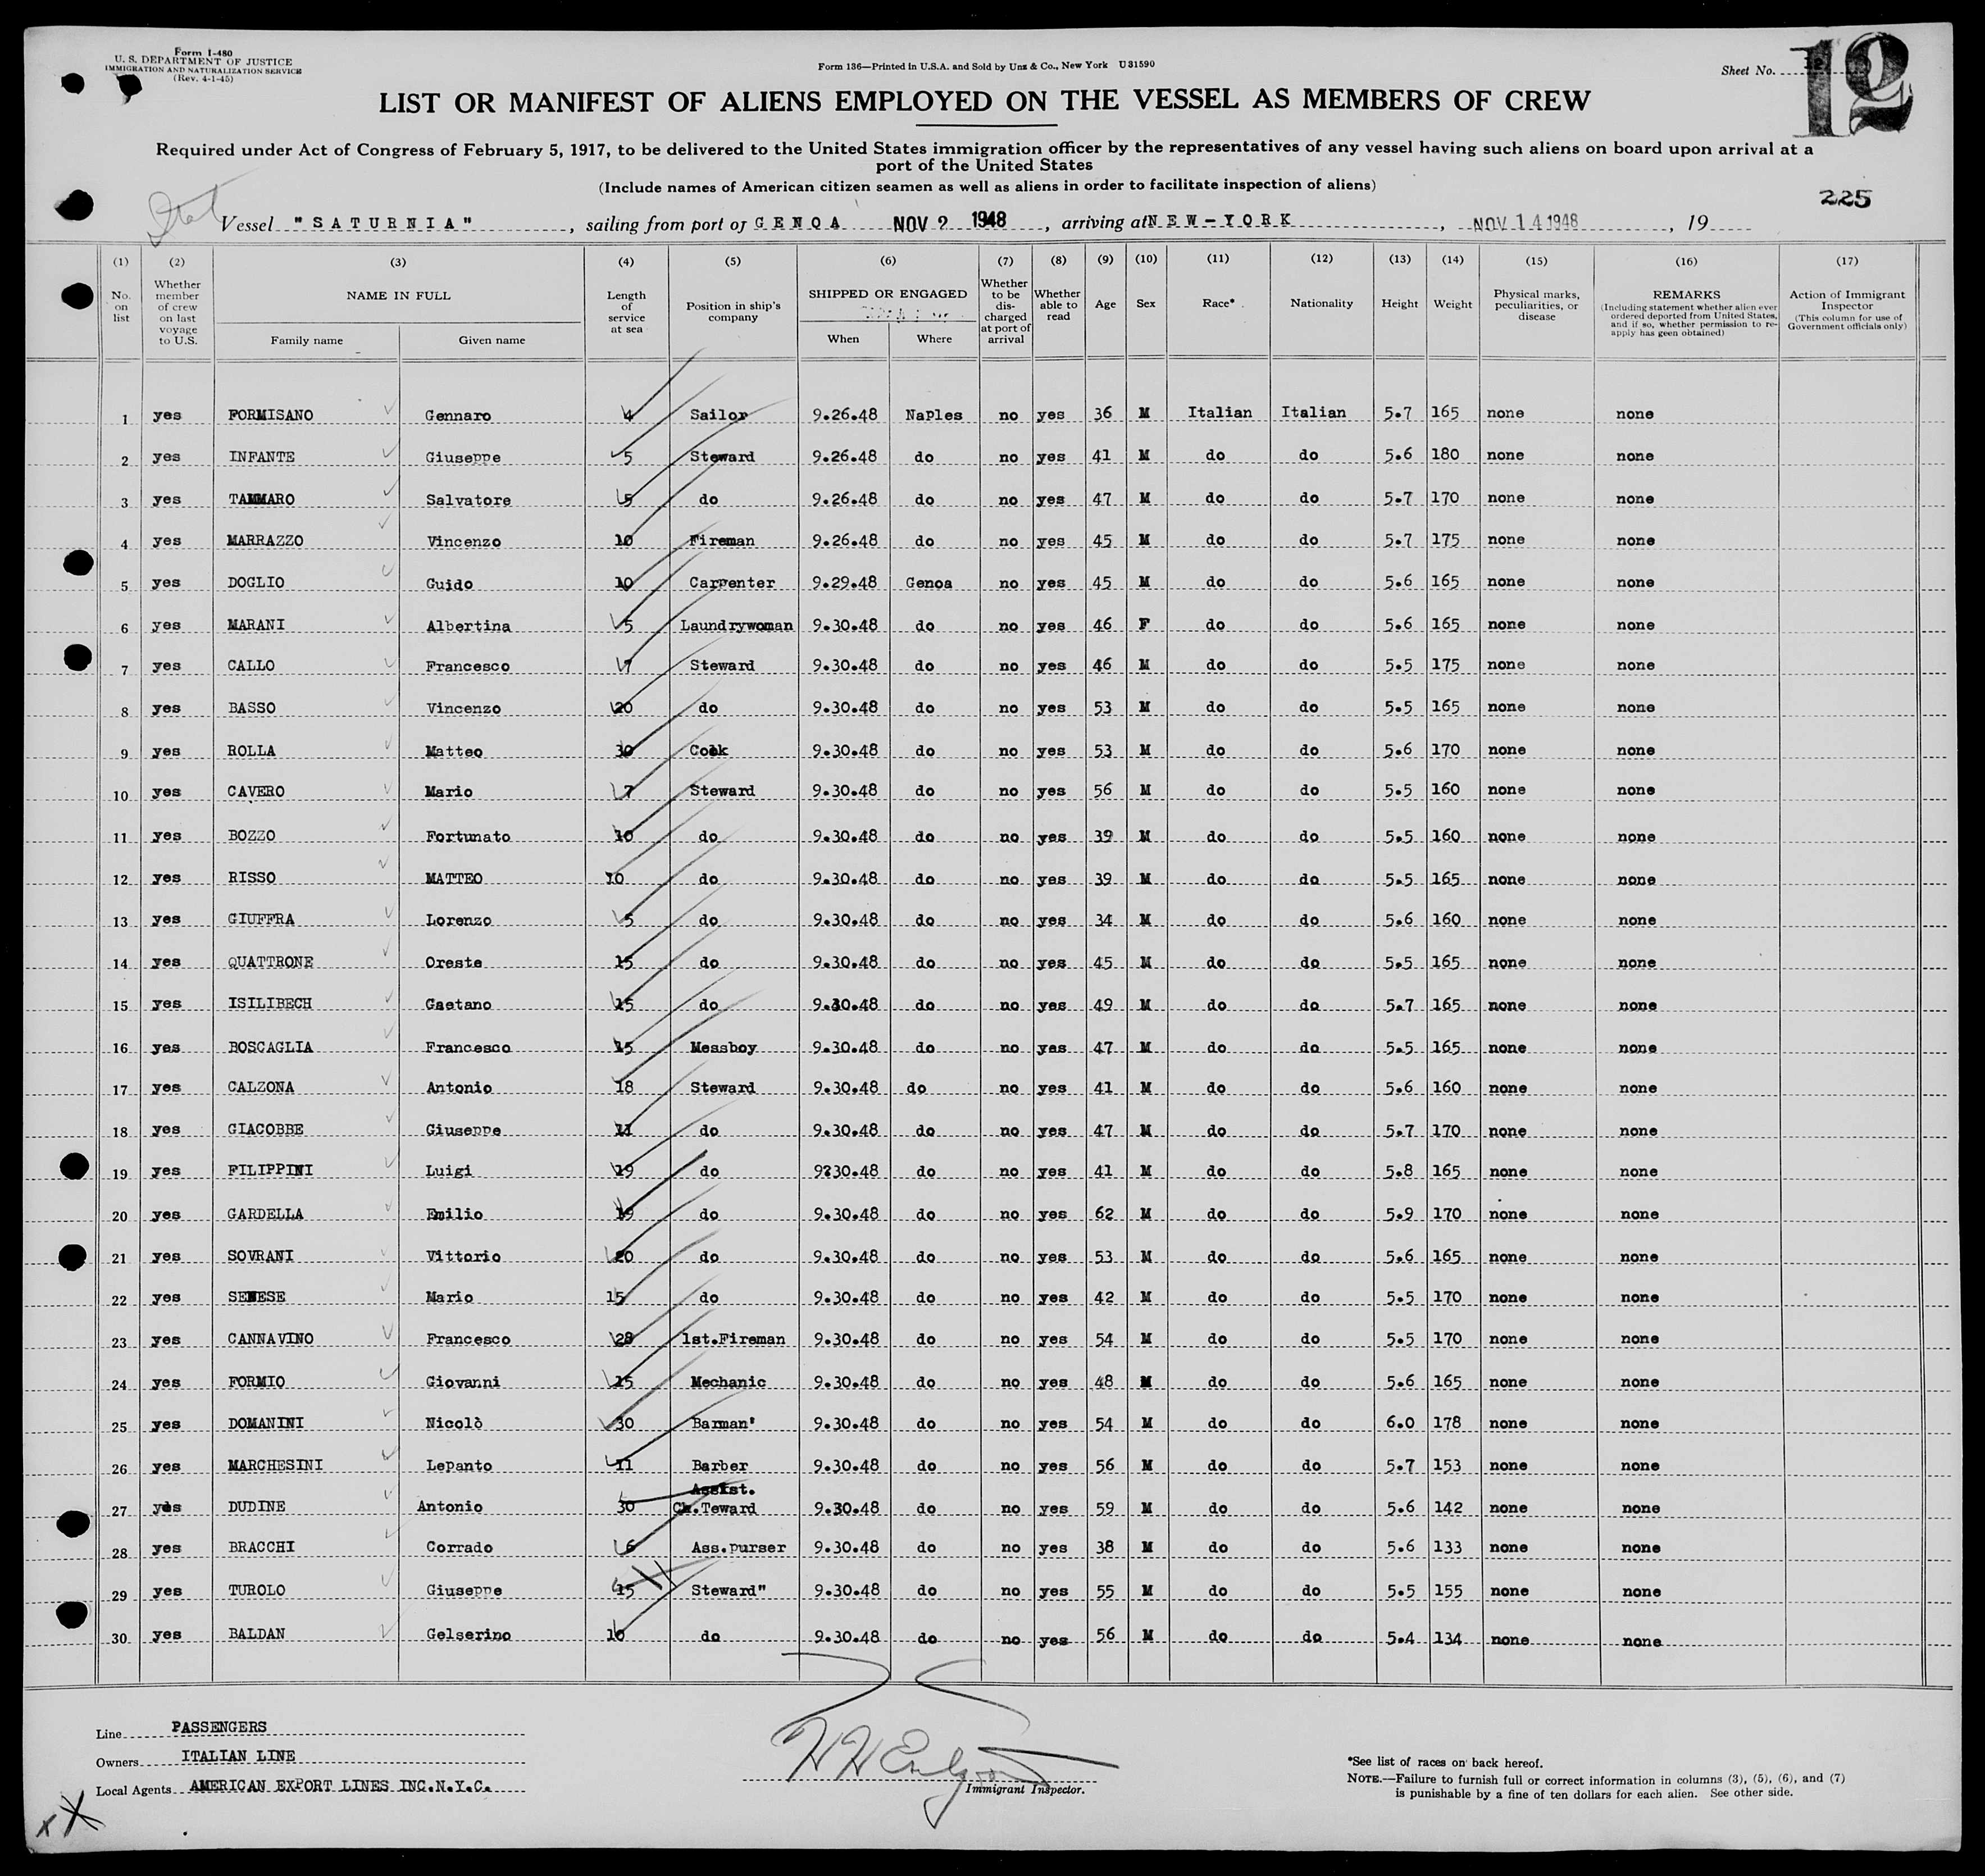 Form I-480
U. S. DEPARTMENT OF JUSTICE
IMMIGRATION AND NATURALIZATION SERVICE
(Rev. 4-1-45)
Form 136—Printed in U.S.A. and Sold by Unz & Co., New York U31590
Sheet No.
12
LIST OR MANIFEST OF ALIENS EMPLOYED ON THE VESSEL AS MEMBERS OF CREW
Required under Act of Congress of February 5, 1917, to be delivered to the United States immigration officer by the representatives of any vessel having such aliens on board upon arrival at a
port of the United States
(Include names of American citizen seamen as well as aliens in order to facilitate inspection of aliens)
225
Vessel "SATURNIA", sailing from port of GENOA NOV 2 1948, arriving at NEW-YORK, NOV 14 1948, 19
(1) (2) (3) (4) (5) (6) (7) (8) (9) (10) (11) (12) (13) (14) (15) (16) (17)
No. on list
Whether member of crew on last voyage to U.S.
NAME IN FULL
Family name Given name
Length of service at sea
Position in ship's company
SHIPPED OR ENGAGED
When Where
Whether to be discharged at port of arrival
Whether able to read
Age
Sex
Race*
Nationality
Height
Weight
Physical marks, peculiarities, or disease
REMARKS
(Including statement whether alien ever ordered deported from United States, and if so, whether permission to re-apply has geen obtained)
Action of Immigrant Inspector
(This column for use of Government officials only)
1 yes FORMISANO Gennaro 4 Sailor 9.26.48 Naples no yes 36 M Italian Italian 5.7 165 none none
2 yes INFANTE Giuseppe 5 Steward 9.26.48 do no yes 41 M do do 5.6 180 none none
3 yes TAMMARO Salvatore 5 do 9.26.48 do no yes 47 M do do 5.7 170 none none
4 yes MARRAZZO Vincenzo 10 Fireman 9.26.48 do no yes 45 M do do 5.7 175 none none
5 yes DOGLIO Guido 10 Carpenter 9.29.48 Genoa no yes 45 M do do 5.6 165 none none
6 yes MARANI Albertina 5 Laundrywoman 9.30.48 do no yes 46 F do do 5.6 165 none none
7 yes CALLO Francesco 7 Steward 9.30.48 do no yes 46 M do do 5.5 175 none none
8 yes BASSO Vincenzo 20 do 9.30.48 do no yes 53 M do do 5.5 165 none none
9 yes ROLLA Matteo 30 Cook 9.30.48 do no yes 53 M do do 5.6 170 none none
10 yes CAVERO Mario 7 Steward 9.30.48 do no yes 56 M do do 5.5 160 none none
11 yes BOZZO Fortunato 10 do 9.30.48 do no yes 39 M do do 5.5 160 none none
12 yes RISSO MATTEO 10 do 9.30.48 do no yes 39 M do do 5.5 165 none none
13 yes GIUFFRA Lorenzo 5 do 9.30.48 do no yes 34 M do do 5.6 160 none none
14 yes QUATTRONE Oreste 15 do 9.30.48 do no yes 45 M do do 5.5 165 none none
15 yes ISILIBECH Gaetano 15 do 9.30.48 do no yes 49 M do do 5.7 165 none none
16 yes BOSCAGLIA Francesco 15 Messboy 9.30.48 do no yes 47 M do do 5.5 165 none none
17 yes CALZONA Antonio 18 Steward 9.30.48 do no yes 41 M do do 5.6 160 none none
18 yes GIACOBBE Giuseppe 11 do 9.30.48 do no yes 47 M do do 5.7 170 none none
19 yes FILIPPINI Luigi 19 do 9?30.48 do no yes 41 M do do 5.8 165 none none
20 yes GARDELLA Emilio 19 do 9.30.48 do no yes 62 M do do 5.9 170 none none
21 yes SOVRANI Vittorio 20 do 9.30.48 do no yes 53 M do do 5.6 165 none none
22 yes SENESE Mario 15 do 9.30.48 do no yes 42 M do do 5.5 170 none none
23 yes CANNAVINO Francesco 28 1st.Fireman 9.30.48 do no yes 54 M do do 5.5 170 none none
24 yes FORMIO Giovanni 15 Mechanic 9.30.48 do no yes 48 M do do 5.6 165 none none
25 yes DOMANINI Nicolò 30 Barman' 9.30.48 do no yes 54 M do do 6.0 178 none none
26 yes MARCHESINI Lepanto 11 Barber 9.30.48 do no yes 56 M do do 5.7 153 none none
27 yes DUDINE Antonio 30 Assist. Ch.Teward 9.30.48 do no yes 59 M do do 5.6 142 none none
28 yes BRACCHI Corrado 6 Ass.purser 9.30.48 do no yes 38 M do do 5.6 133 none none
29 yes TUROLO Giuseppe 15 Steward" 9.30.48 do no yes 55 M do do 5.5 155 none none
30 yes BALDAN Gelserino 10 do 9.30.48 do no yes 56 M do do 5.4 134 none none
Line PASSENGERS
Owners ITALIAN LINE
Local Agents AMERICAN EXPORT LINES INC.N.Y.C.
Immigrant Inspector.
*See list of races on back hereof.
NOTE.—Failure to furnish full or correct information in columns (3), (5), (6), and (7)
is punishable by a fine of ten dollars for each alien. See other side.